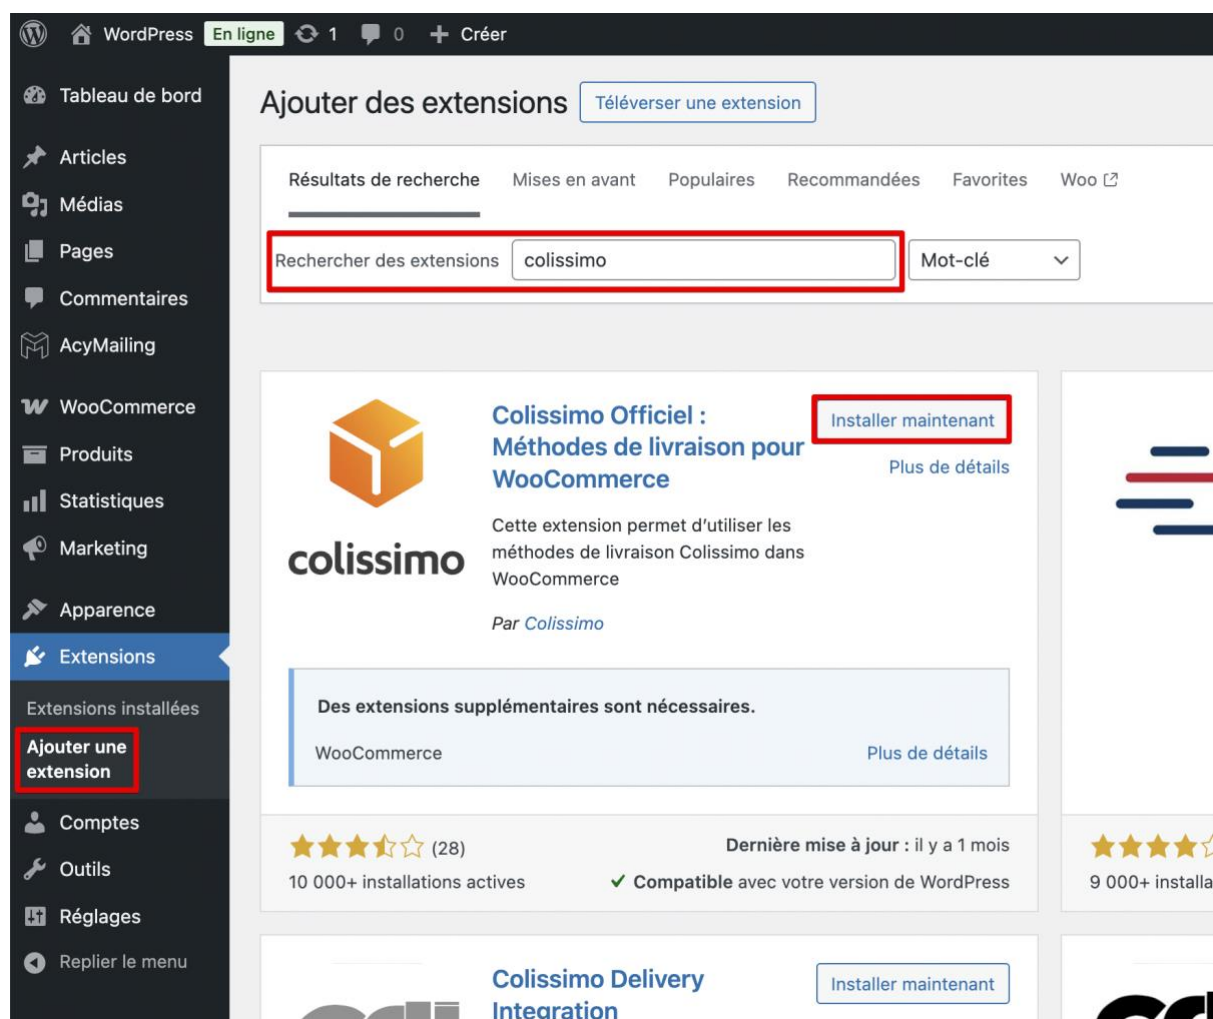 WordPress En ligne 1 0 + Créer
Tableau de bord
Articles
Médias
Pages
Commentaires
AcyMailing
WooCommerce
Produits
Statistiques
Marketing
Apparence
Extensions
Extensions installées
Ajouter une
extension
Comptes
Outils
Réglages
Replier le menu
Ajouter des extensions Téléverser une extension
Résultats de recherche Mises en avant Populaires Recommandées Favorites Woo
Rechercher des extensions colissimo Mot-clé
colissimo
Colissimo Officiel :
Méthodes de livraison pour
WooCommerce
Installer maintenant
Plus de détails
Cette extension permet d’utiliser les
méthodes de livraison Colissimo dans
WooCommerce
Par Colissimo
Des extensions supplémentaires sont nécessaires.
WooCommerce Plus de détails
(28) Dernière mise à jour : il y a 1 mois
10 000+ installations actives ✓ Compatible avec votre version de WordPress
9 000+ installa
Colissimo Delivery
Integration
Installer maintenant